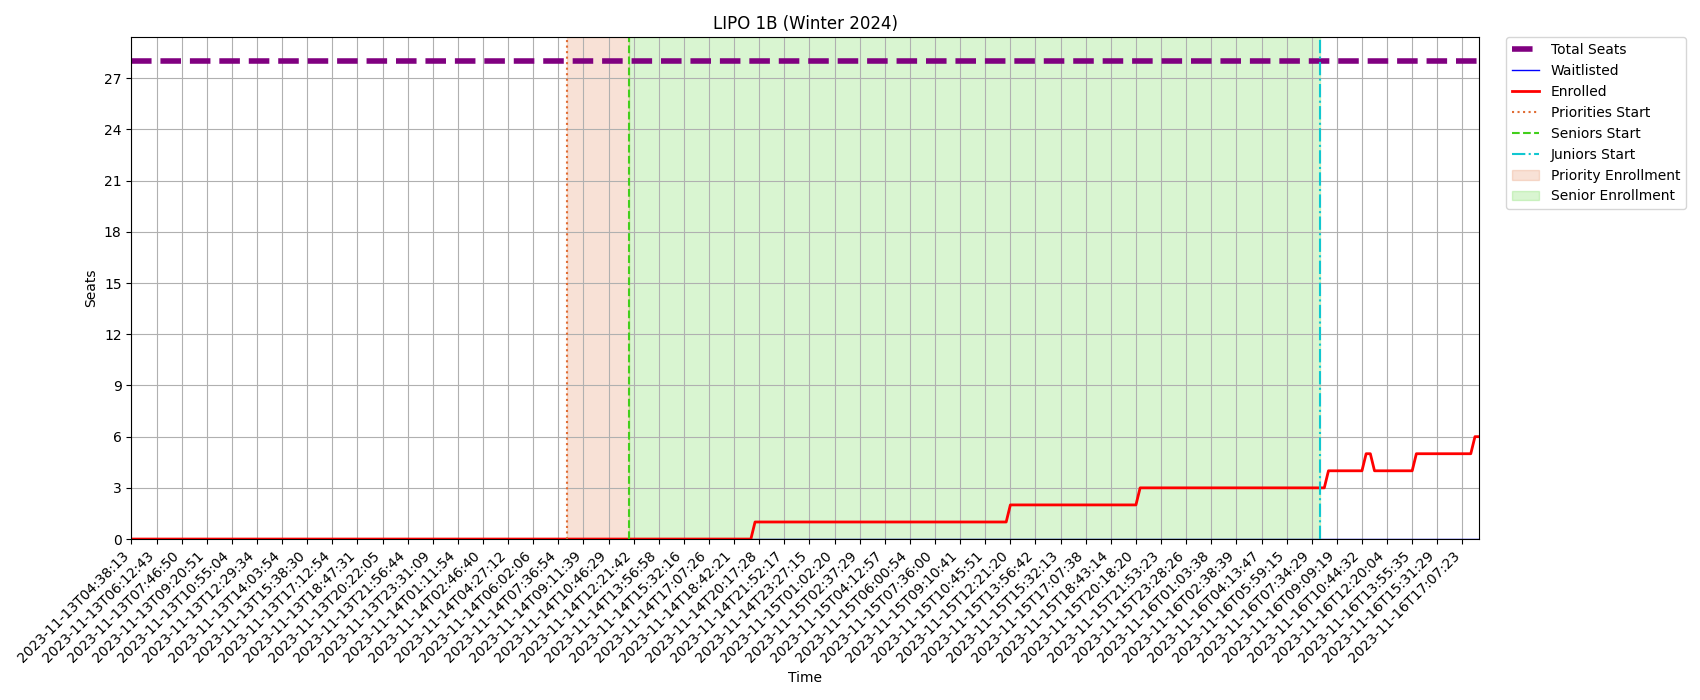 LIPO 1B (Winter 2024)
Total Seats
Waitlisted
Enrolled
Priorities Start
Seniors Start
Juniors Start
Priority Enrollment
Senior Enrollment
Seats
27
24
21
18
15
12
9
6
3
0
2023-11-13T04:38:13
2023-11-13T06:12:43
2023-11-13T07:46:50
2023-11-13T09:20:51
2023-11-13T10:55:04
2023-11-13T12:29:34
2023-11-13T14:03:54
2023-11-13T15:38:30
2023-11-13T17:12:54
2023-11-13T18:47:31
2023-11-13T20:22:05
2023-11-13T21:56:44
2023-11-13T23:31:09
2023-11-14T01:11:54
2023-11-14T02:46:40
2023-11-14T04:27:12
2023-11-14T06:02:06
2023-11-14T07:36:54
2023-11-14T09:11:39
2023-11-14T10:46:29
2023-11-14T12:21:42
2023-11-14T13:56:58
2023-11-14T15:32:16
2023-11-14T17:07:26
2023-11-14T18:42:21
2023-11-14T20:17:28
2023-11-14T21:52:17
2023-11-14T23:27:15
2023-11-15T01:02:20
2023-11-15T02:37:29
2023-11-15T04:12:57
2023-11-15T06:00:54
2023-11-15T07:36:00
2023-11-15T09:10:41
2023-11-15T10:45:51
2023-11-15T12:21:20
2023-11-15T13:56:42
2023-11-15T15:32:13
2023-11-15T17:07:38
2023-11-15T18:43:14
2023-11-15T20:18:20
2023-11-15T21:53:23
2023-11-15T23:28:26
2023-11-16T01:03:38
2023-11-16T02:38:39
2023-11-16T04:13:47
2023-11-16T05:59:15
2023-11-16T07:34:29
2023-11-16T09:09:19
2023-11-16T10:44:32
2023-11-16T12:20:04
2023-11-16T13:55:35
2023-11-16T15:31:29
2023-11-16T17:07:23
Time